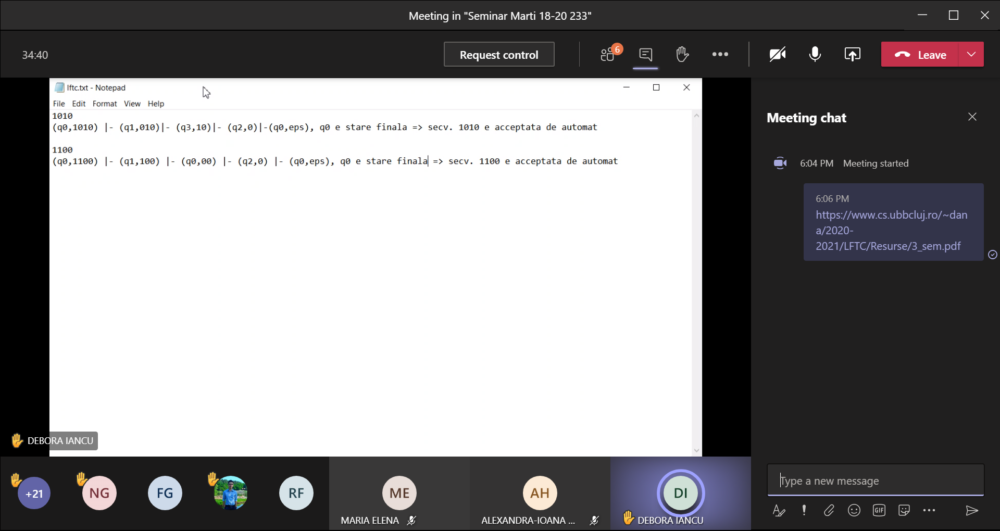 Meeting in "Seminar Marti 18-20 233"
34:40
Request control
6
Leave
lftc.txt - Notepad
File Edit Format View Help
1010
(q0,1010) |- (q1,010)|- (q3,10)|- (q2,0)|-(q0,eps), q0 e stare finala => secv. 1010 e acceptata de automat
1100
(q0,1100) |- (q1,100) |- (q0,00) |- (q2,0) |- (q0,eps), q0 e stare finala => secv. 1100 e acceptata de automat
DEBORA IANCU
+21
NG
FG
RF
ME
MARIA ELENA
AH
ALEXANDRA-IOANA ...
DI
DEBORA IANCU
Meeting chat
6:04 PM Meeting started
6:06 PM
https://www.cs.ubbcluj.ro/~dan
a/2020-
2021/LFTC/Resurse/3_sem.pdf
Type a new message
GIF